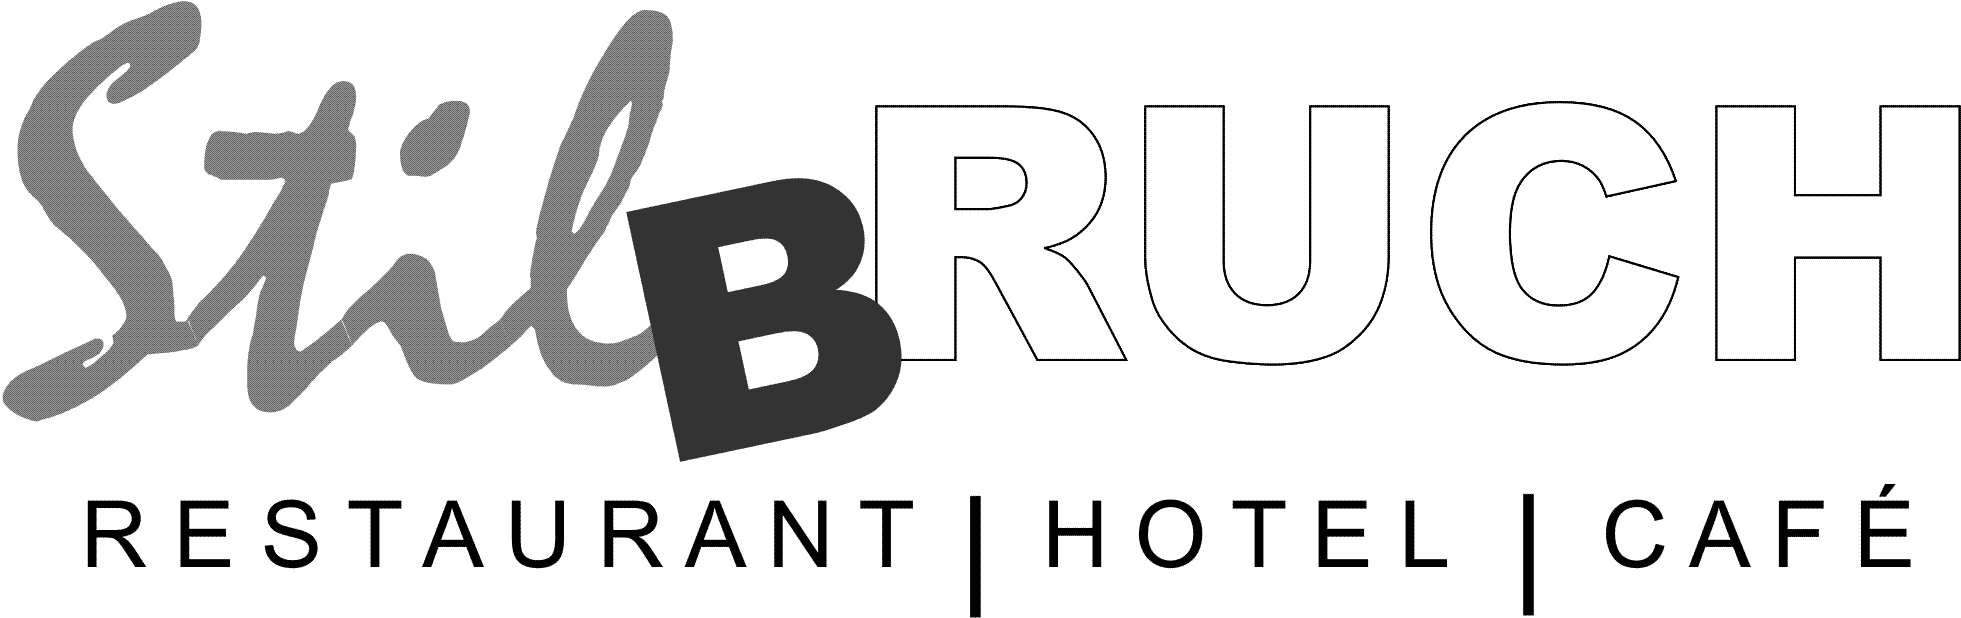 StilBRUCH
RESTAURANT | HOTEL | CAFÉ